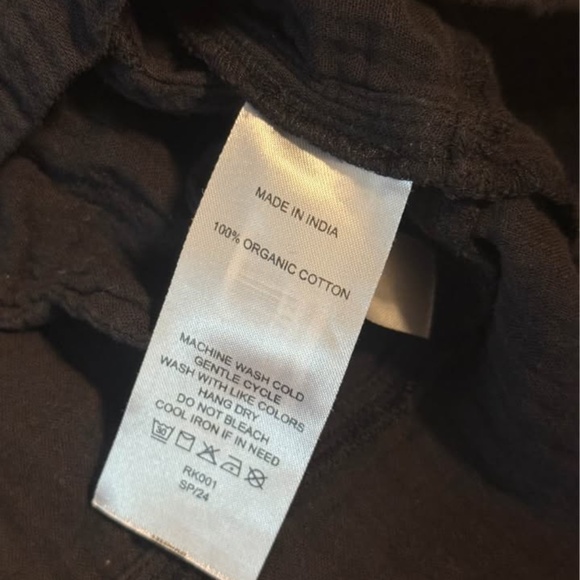 MADE IN INDIA
100% ORGANIC COTTON
MACHINE WASH COLD
GENTLE CYCLE
WASH WITH LIKE COLORS
HANG DRY
DO NOT BLEACH
COOL IRON IF IN NEED
30
RK001
SP/24